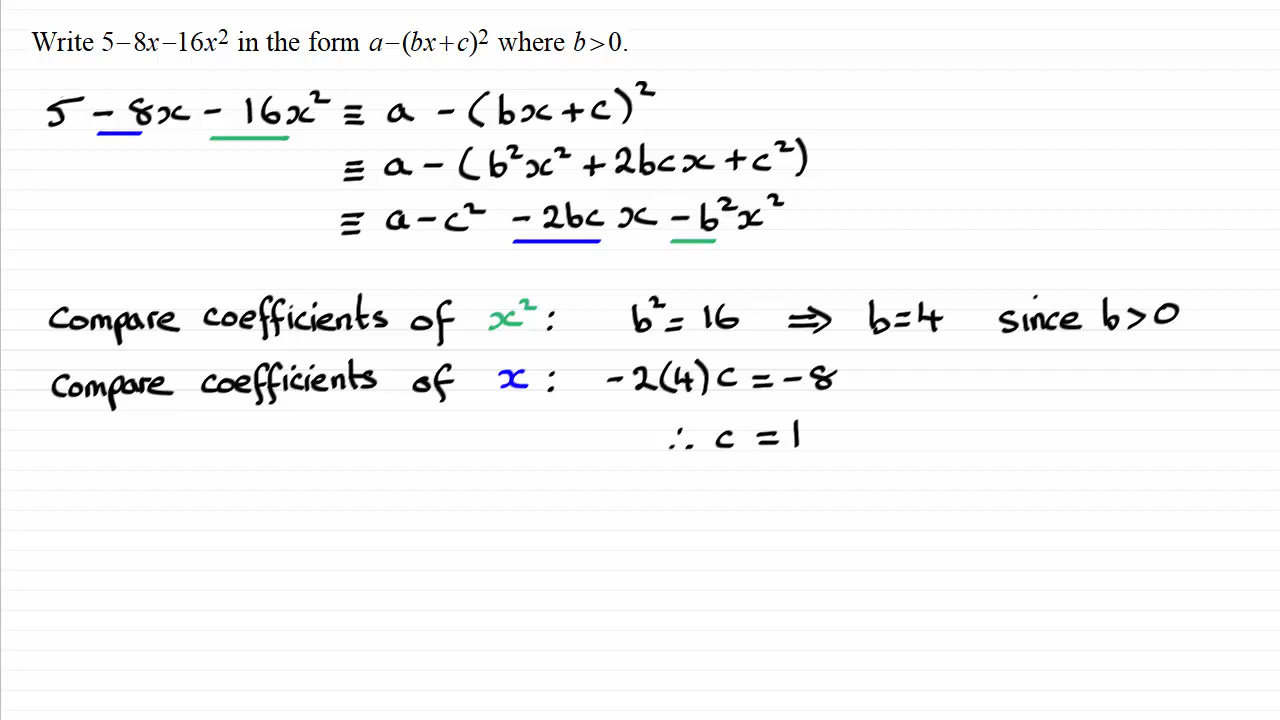 Write 5−8x−16x² in the form a−(bx+c)² where b>0.
5 − 8x − 16x² ≡ a − (bx+c)²
≡ a − (b²x² + 2bcx + c²)
≡ a − c² − 2bc x − b²x²
Compare coefficients of x²: b² = 16 ⇒ b=4 since b>0
Compare coefficients of x: −2(4)c = −8
∴ c = 1